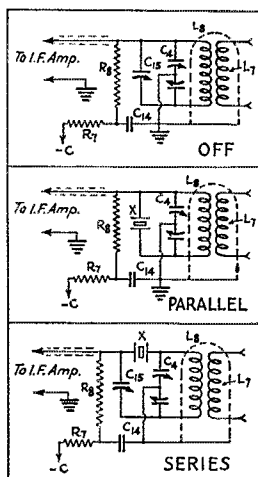 L8
C4
To I.F. Amp.
R8
C15
L7
R7
C14
-C
OFF
L8
C4
X
To I.F. Amp.
R8
L7
C14
R7
-C
PARALLEL
X
L8
C4
To I.F. Amp.
R8
C15
L7
R7
C14
-C
SERIES